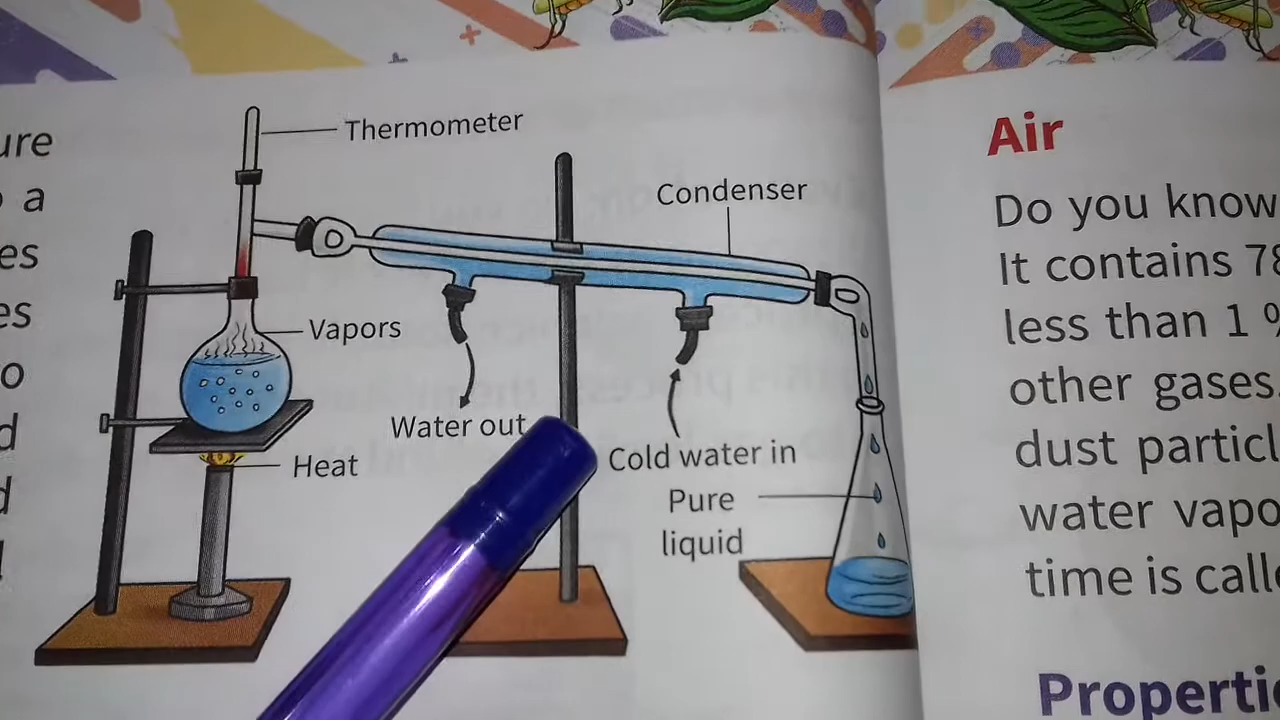 ure
a
es
es
o
d
d
Thermometer
Condenser
Vapors
Water out
Heat
Cold water in
Pure
liquid
Air
Do you know
It contains 78
less than 1 %
other gases.
dust particl
water vapo
time is calle
Properti